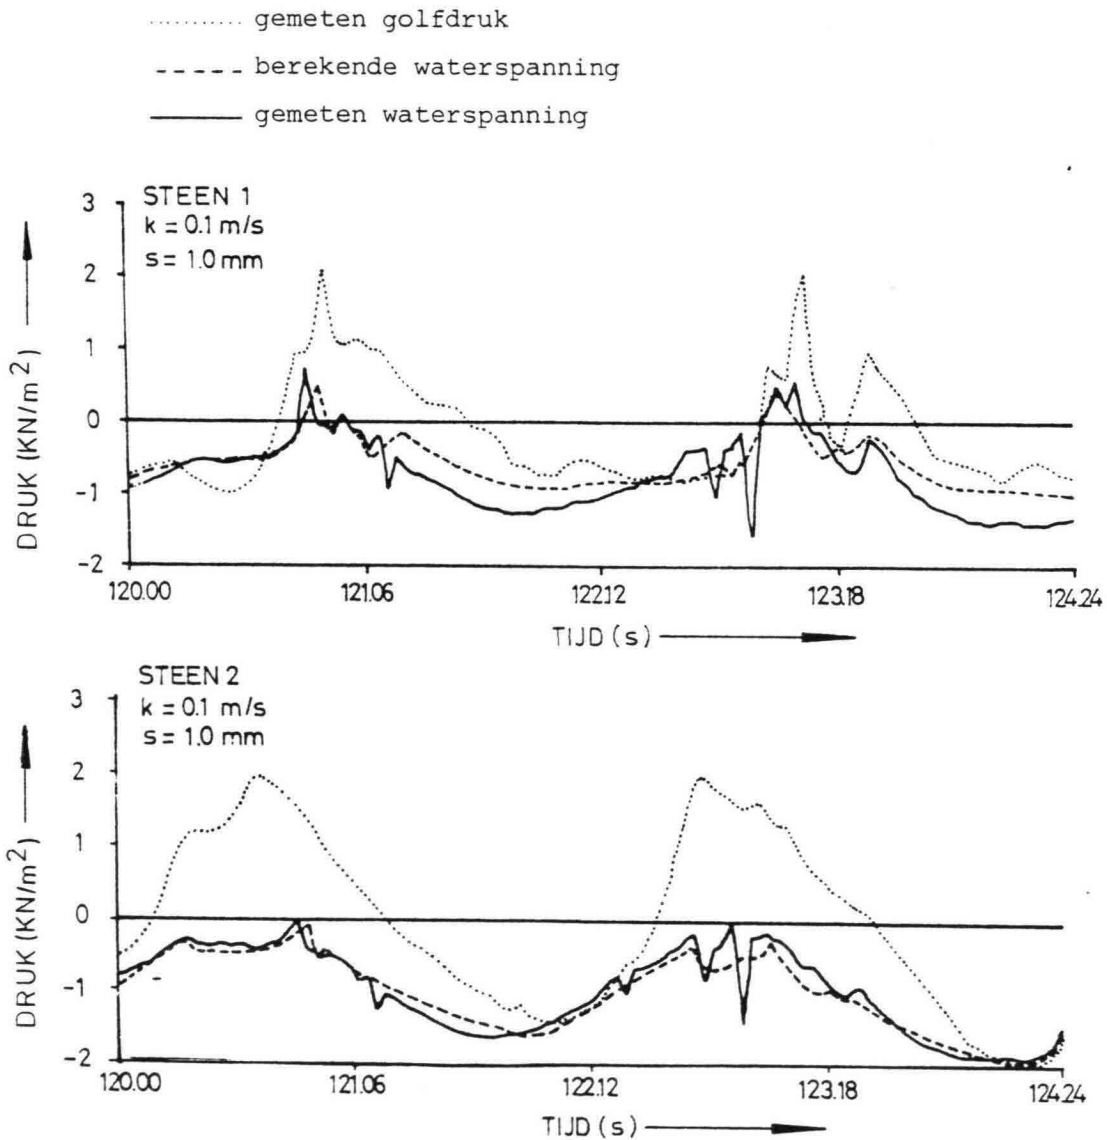 gemeten golfdruk
berekende waterspanning
gemeten waterspanning
STEEN 1
k = 0.1 m/s
s = 1.0 mm
3
2
1
0
-1
-2
DRUK (KN/m²)
120.00
121.06
122.12
123.18
124.24
TIJD (s)
STEEN 2
k = 0.1 m/s
s = 1.0 mm
3
2
1
0
-1
-2
DRUK (KN/m²)
120.00
121.06
122.12
123.18
124.24
TIJD (s)